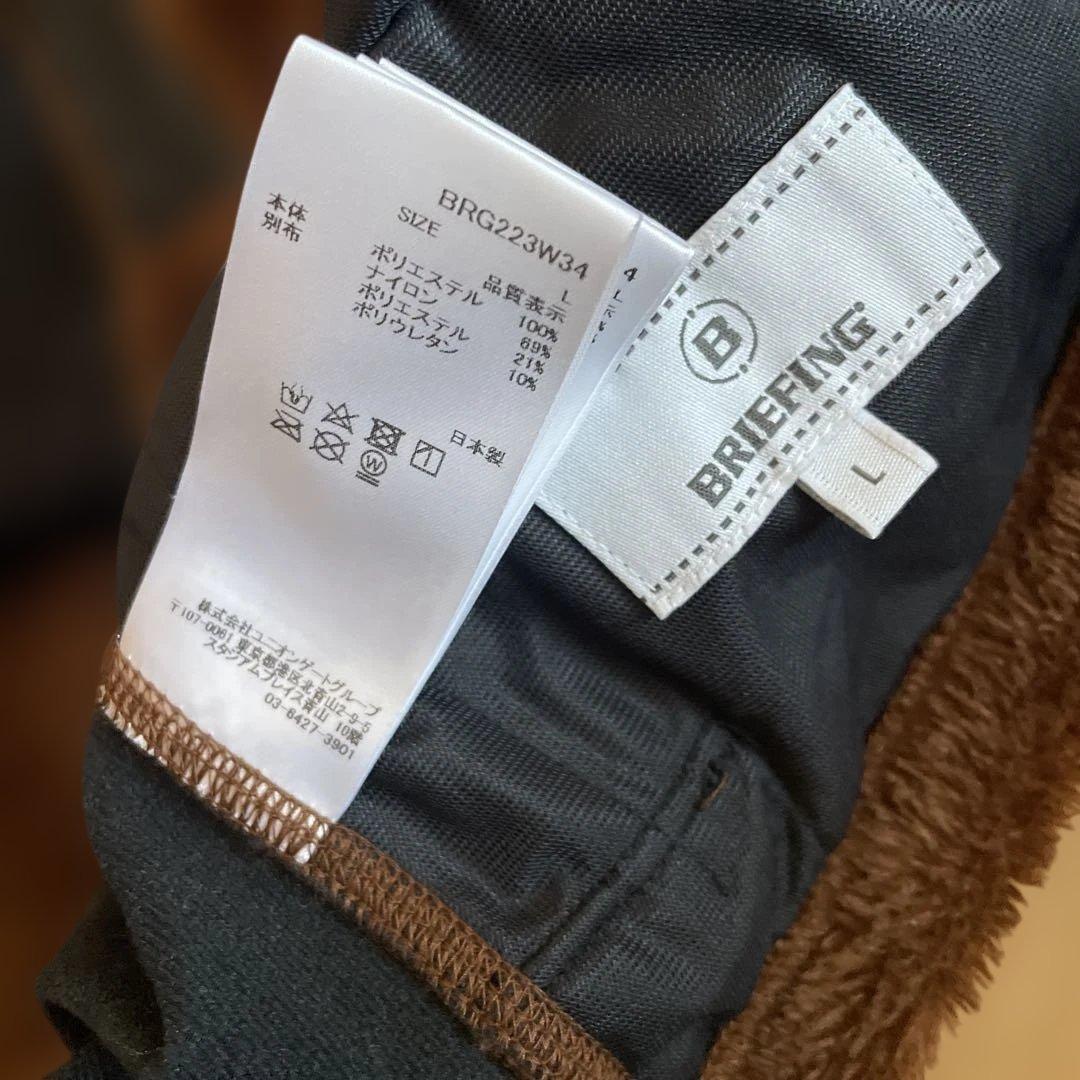 BRG223W34
SIZE L
品質表示
本体 ポリエステル 100%
別布 ナイロン 69%
ポリエステル 21%
ポリウレタン 10%
日本製
W
株式会社ユニオンゲートグループ
〒107-0061 東京都港区北青山2-9-5
スタジアムプレイス青山 10階
03-6427-3901
4
L
B
BRIEFING
L